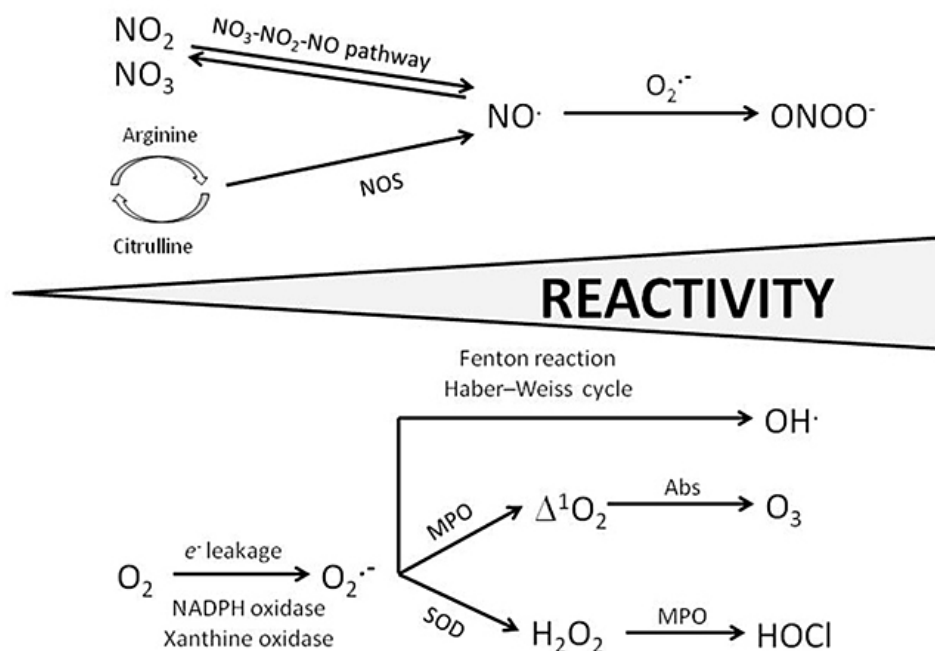 NO₂
NO₃
NO₃-NO₂-NO pathway
NO·
O₂·⁻
ONOO⁻
Arginine
Citrulline
NOS
REACTIVITY
Fenton reaction
Haber–Weiss cycle
OH·
MPO
Δ¹O₂
Abs
O₃
O₂
e⁻ leakage
NADPH oxidase
Xanthine oxidase
O₂·⁻
SOD
H₂O₂
MPO
HOCl